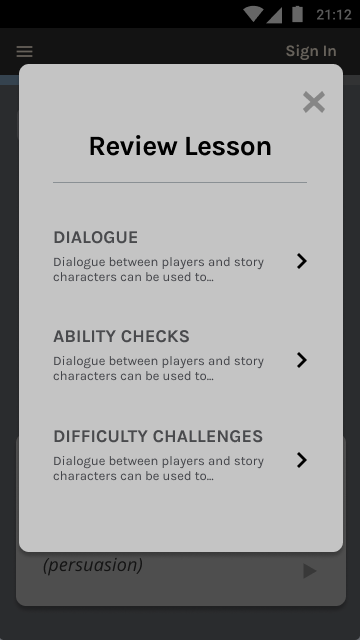 21:12
Sign In
Review Lesson
DIALOGUE
Dialogue between players and story
characters can be used to...
ABILITY CHECKS
Dialogue between players and story
characters can be used to...
DIFFICULTY CHALLENGES
Dialogue between players and story
characters can be used to...
(persuasion)